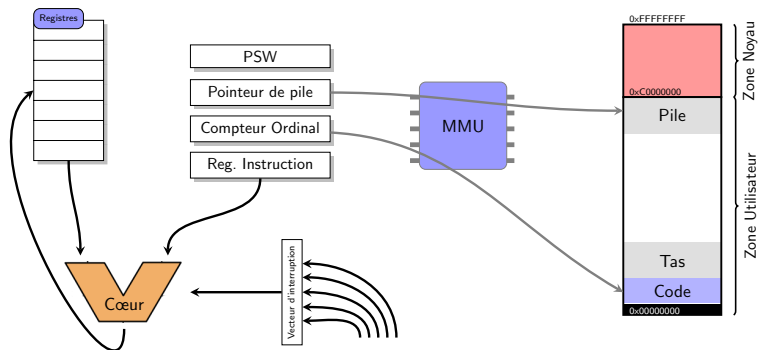 Registres
PSW
Pointeur de pile
Compteur Ordinal
Reg. Instruction
Cœur
Vecteur d'interruption
MMU
0xFFFFFFFF
0xC0000000
Pile
Tas
Code
0x00000000
Zone Noyau
Zone Utilisateur